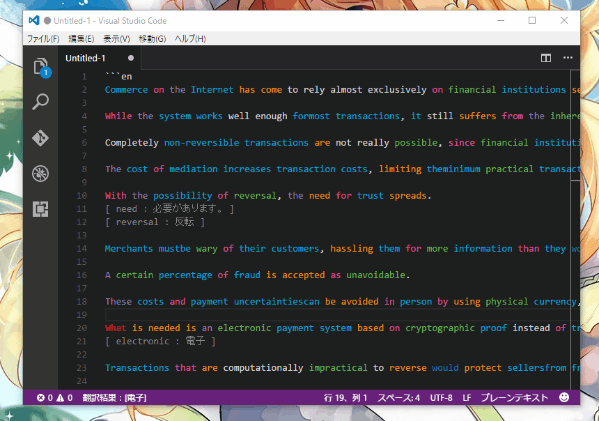 Untitled-1 - Visual Studio Code
ファイル(F) 編集(E) 表示(V) 移動(G) ヘルプ(H)
Untitled-1
1 ```en
2 Commerce on the Internet has come to rely almost exclusively on financial institutions se
3
4 While the system works well enough formost transactions, it still suffers from the inhere
5
6 Completely non-reversible transactions are not really possible, since financial instituti
7
8 The cost of mediation increases transaction costs, limiting theminimum practical transact
9
10 With the possibility of reversal, the need for trust spreads.
11 [ need : 必要があります。 ]
12 [ reversal : 反転 ]
13
14 Merchants mustbe wary of their customers, hassling them for more information than they wo
15
16 A certain percentage of fraud is accepted as unavoidable.
17
18 These costs and payment uncertaintiescan be avoided in person by using physical currency,
19
20 What is needed is an electronic payment system based on cryptographic proof instead of tr
21 [ electronic : 電子 ]
22
23 Transactions that are computationally impractical to reverse would protect sellersfrom fr
24
1
0 0 翻訳結果 : [電子] 行 19、列 1 スペース: 4 UTF-8 LF プレーンテキスト